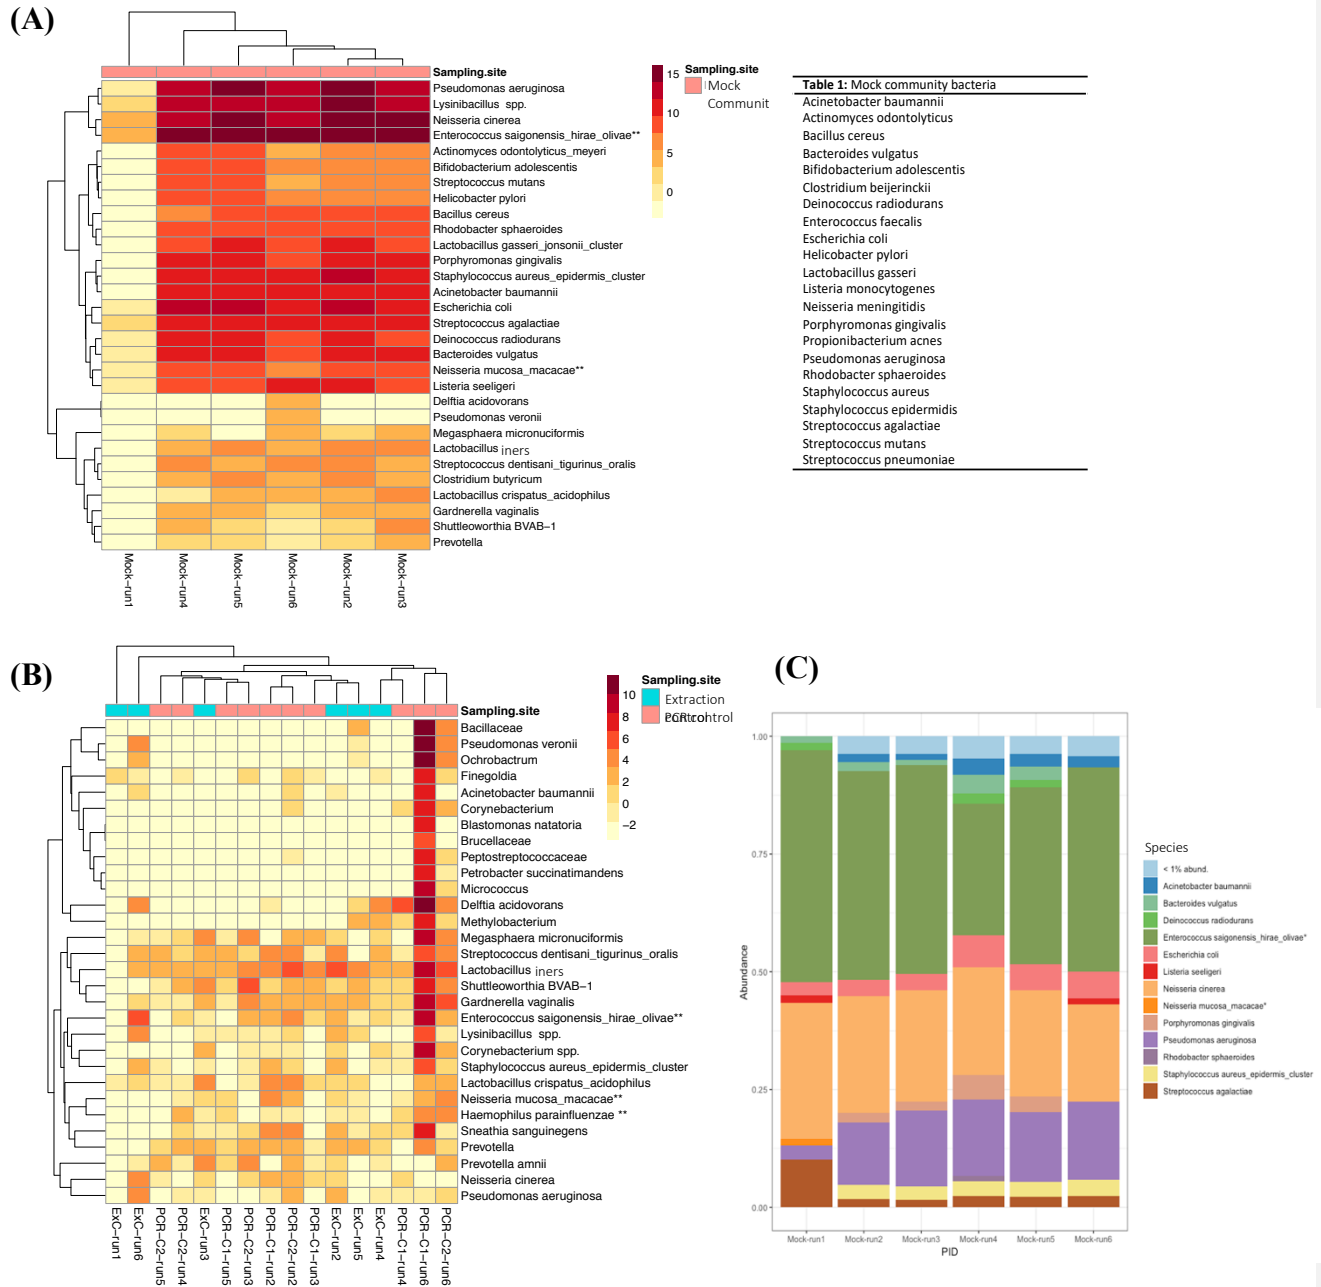 (A)
Sampling.site
Pseudomonas aeruginosa
Lysinibacillus spp.
Neisseria cinerea
Enterococcus saigonensis_hirae_olivae**
Actinomyces odontolyticus_meyeri
Bifidobacterium adolescentis
Streptococcus mutans
Helicobacter pylori
Bacillus cereus
Rhodobacter sphaeroides
Lactobacillus gasseri_jonsonii_cluster
Porphyromonas gingivalis
Staphylococcus aureus_epidermis_cluster
Acinetobacter baumannii
Escherichia coli
Streptococcus agalactiae
Deinococcus radiodurans
Bacteroides vulgatus
Neisseria mucosa_macacae**
Listeria seeligeri
Delftia acidovorans
Pseudomonas veronii
Megasphaera micronuciformis
Lactobacillus iners
Streptococcus dentisani_tigurinus_oralis
Clostridium butyricum
Lactobacillus crispatus_acidophilus
Gardnerella vaginalis
Shuttleworthia BVAB-1
Prevotella
Mock-run1
Mock-run4
Mock-run5
Mock-run6
Mock-run2
Mock-run3
15
10
5
0
Sampling.site
Mock
Communit
Table 1: Mock community bacteria
Acinetobacter baumannii
Actinomyces odontolyticus
Bacillus cereus
Bacteroides vulgatus
Bifidobacterium adolescentis
Clostridium beijerinckii
Deinococcus radiodurans
Enterococcus faecalis
Escherichia coli
Helicobacter pylori
Lactobacillus gasseri
Listeria monocytogenes
Neisseria meningitidis
Porphyromonas gingivalis
Propionibacterium acnes
Pseudomonas aeruginosa
Rhodobacter sphaeroides
Staphylococcus aureus
Staphylococcus epidermidis
Streptococcus agalactiae
Streptococcus mutans
Streptococcus pneumoniae
(B)
Sampling.site
Bacillaceae
Pseudomonas veronii
Ochrobactrum
Finegoldia
Acinetobacter baumannii
Corynebacterium
Blastomonas natatoria
Brucellaceae
Peptostreptococcaceae
Petrobacter succinatimandens
Micrococcus
Delftia acidovorans
Methylobacterium
Megasphaera micronuciformis
Streptococcus dentisani_tigurinus_oralis
Lactobacillus iners
Shuttleworthia BVAB-1
Gardnerella vaginalis
Enterococcus saigonensis_hirae_olivae**
Lysinibacillus spp.
Corynebacterium spp.
Staphylococcus aureus_epidermis_cluster
Lactobacillus crispatus_acidophilus
Neisseria mucosa_macacae**
Haemophilus parainfluenzae **
Sneathia sanguinegens
Prevotella
Prevotella amnii
Neisseria cinerea
Pseudomonas aeruginosa
ExC-run1
ExC-run6
PCR-C2-run5
PCR-C2-run4
ExC-run3
PCR-C1-run5
PCR-C2-run3
PCR-C1-run2
PCR-C2-run2
PCR-C1-run3
ExC-run2
ExC-run5
ExC-run4
PCR-C1-run4
PCR-C1-run6
PCR-C2-run6
10
8
6
4
2
0
-2
Sampling.site
Extraction
control
PCR control
(C)
Abundance
1.00
0.75
0.50
0.25
0.00
Mock-run1
Mock-run2
Mock-run3
Mock-run4
Mock-run5
Mock-run6
PID
Species
< 1% abund.
Acinetobacter baumannii
Bacteroides vulgatus
Deinococcus radiodurans
Enterococcus saigonensis_hirae_olivae*
Escherichia coli
Listeria seeligeri
Neisseria cinerea
Neisseria mucosa_macacae*
Porphyromonas gingivalis
Pseudomonas aeruginosa
Rhodobacter sphaeroides
Staphylococcus aureus_epidermis_cluster
Streptococcus agalactiae